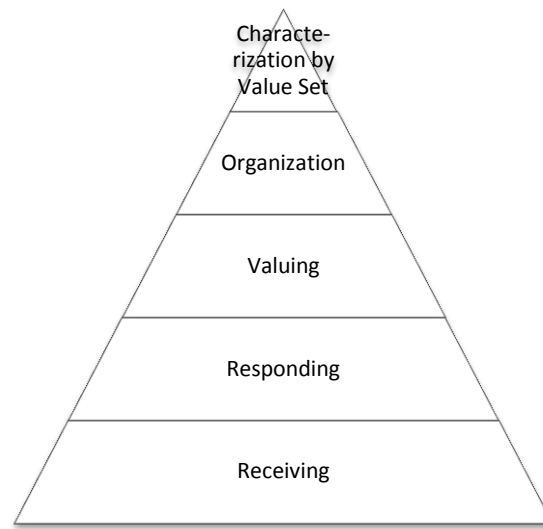 Characte-
rization by
Value Set
Organization
Valuing
Responding
Receiving